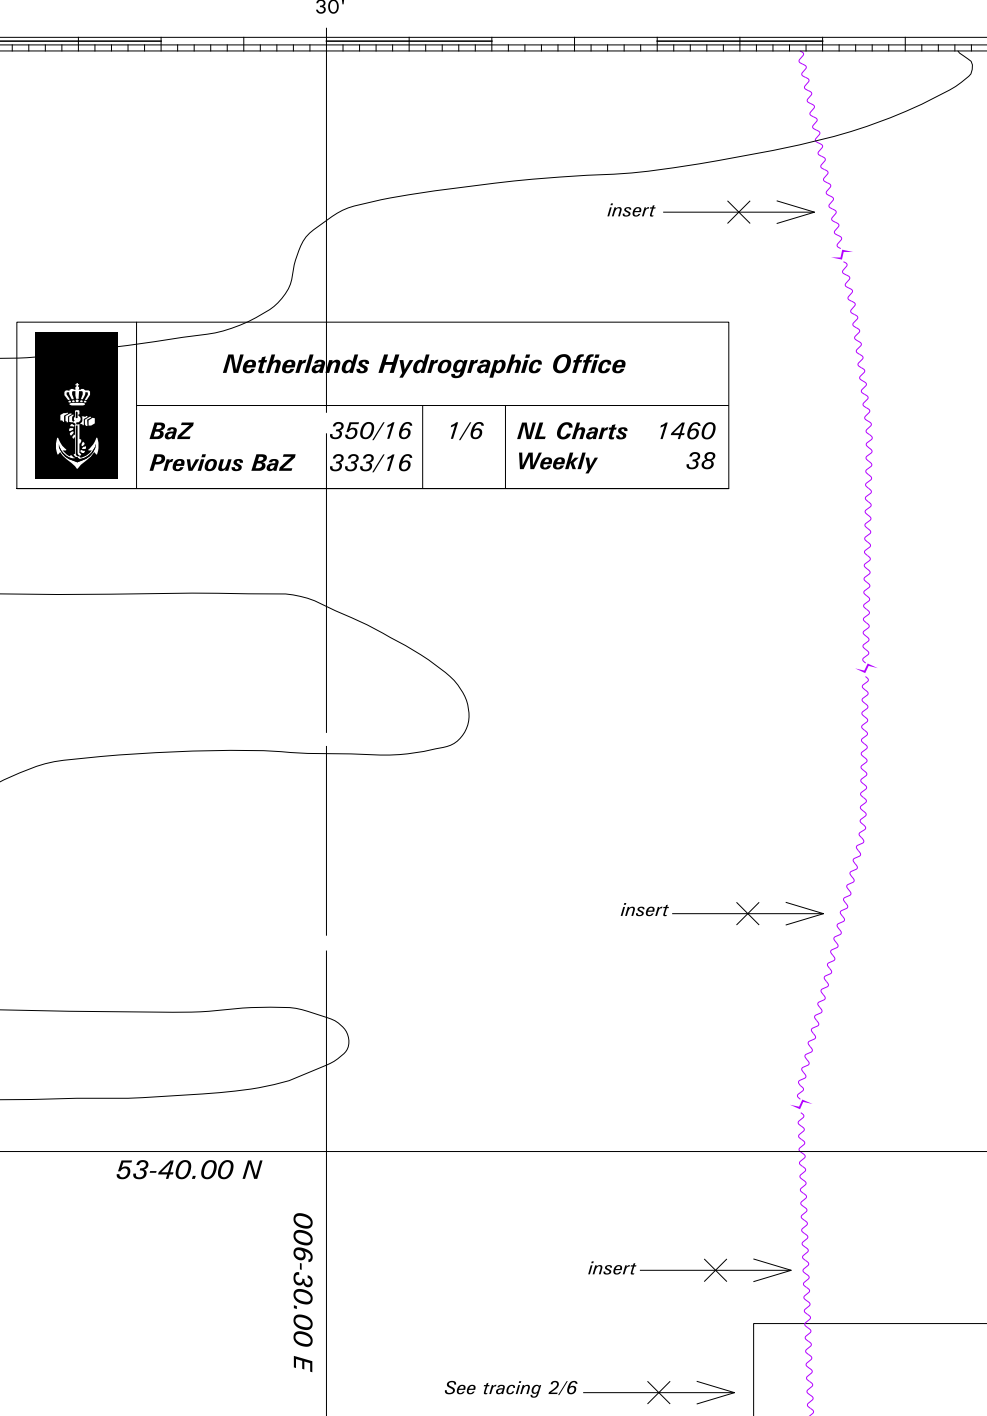 30'
insert
Netherlands Hydrographic Office
BaZ 350/16 1/6 NL Charts 1460
Previous BaZ 333/16 Weekly 38
insert
53-40.00 N
006-30.00 E
insert
See tracing 2/6